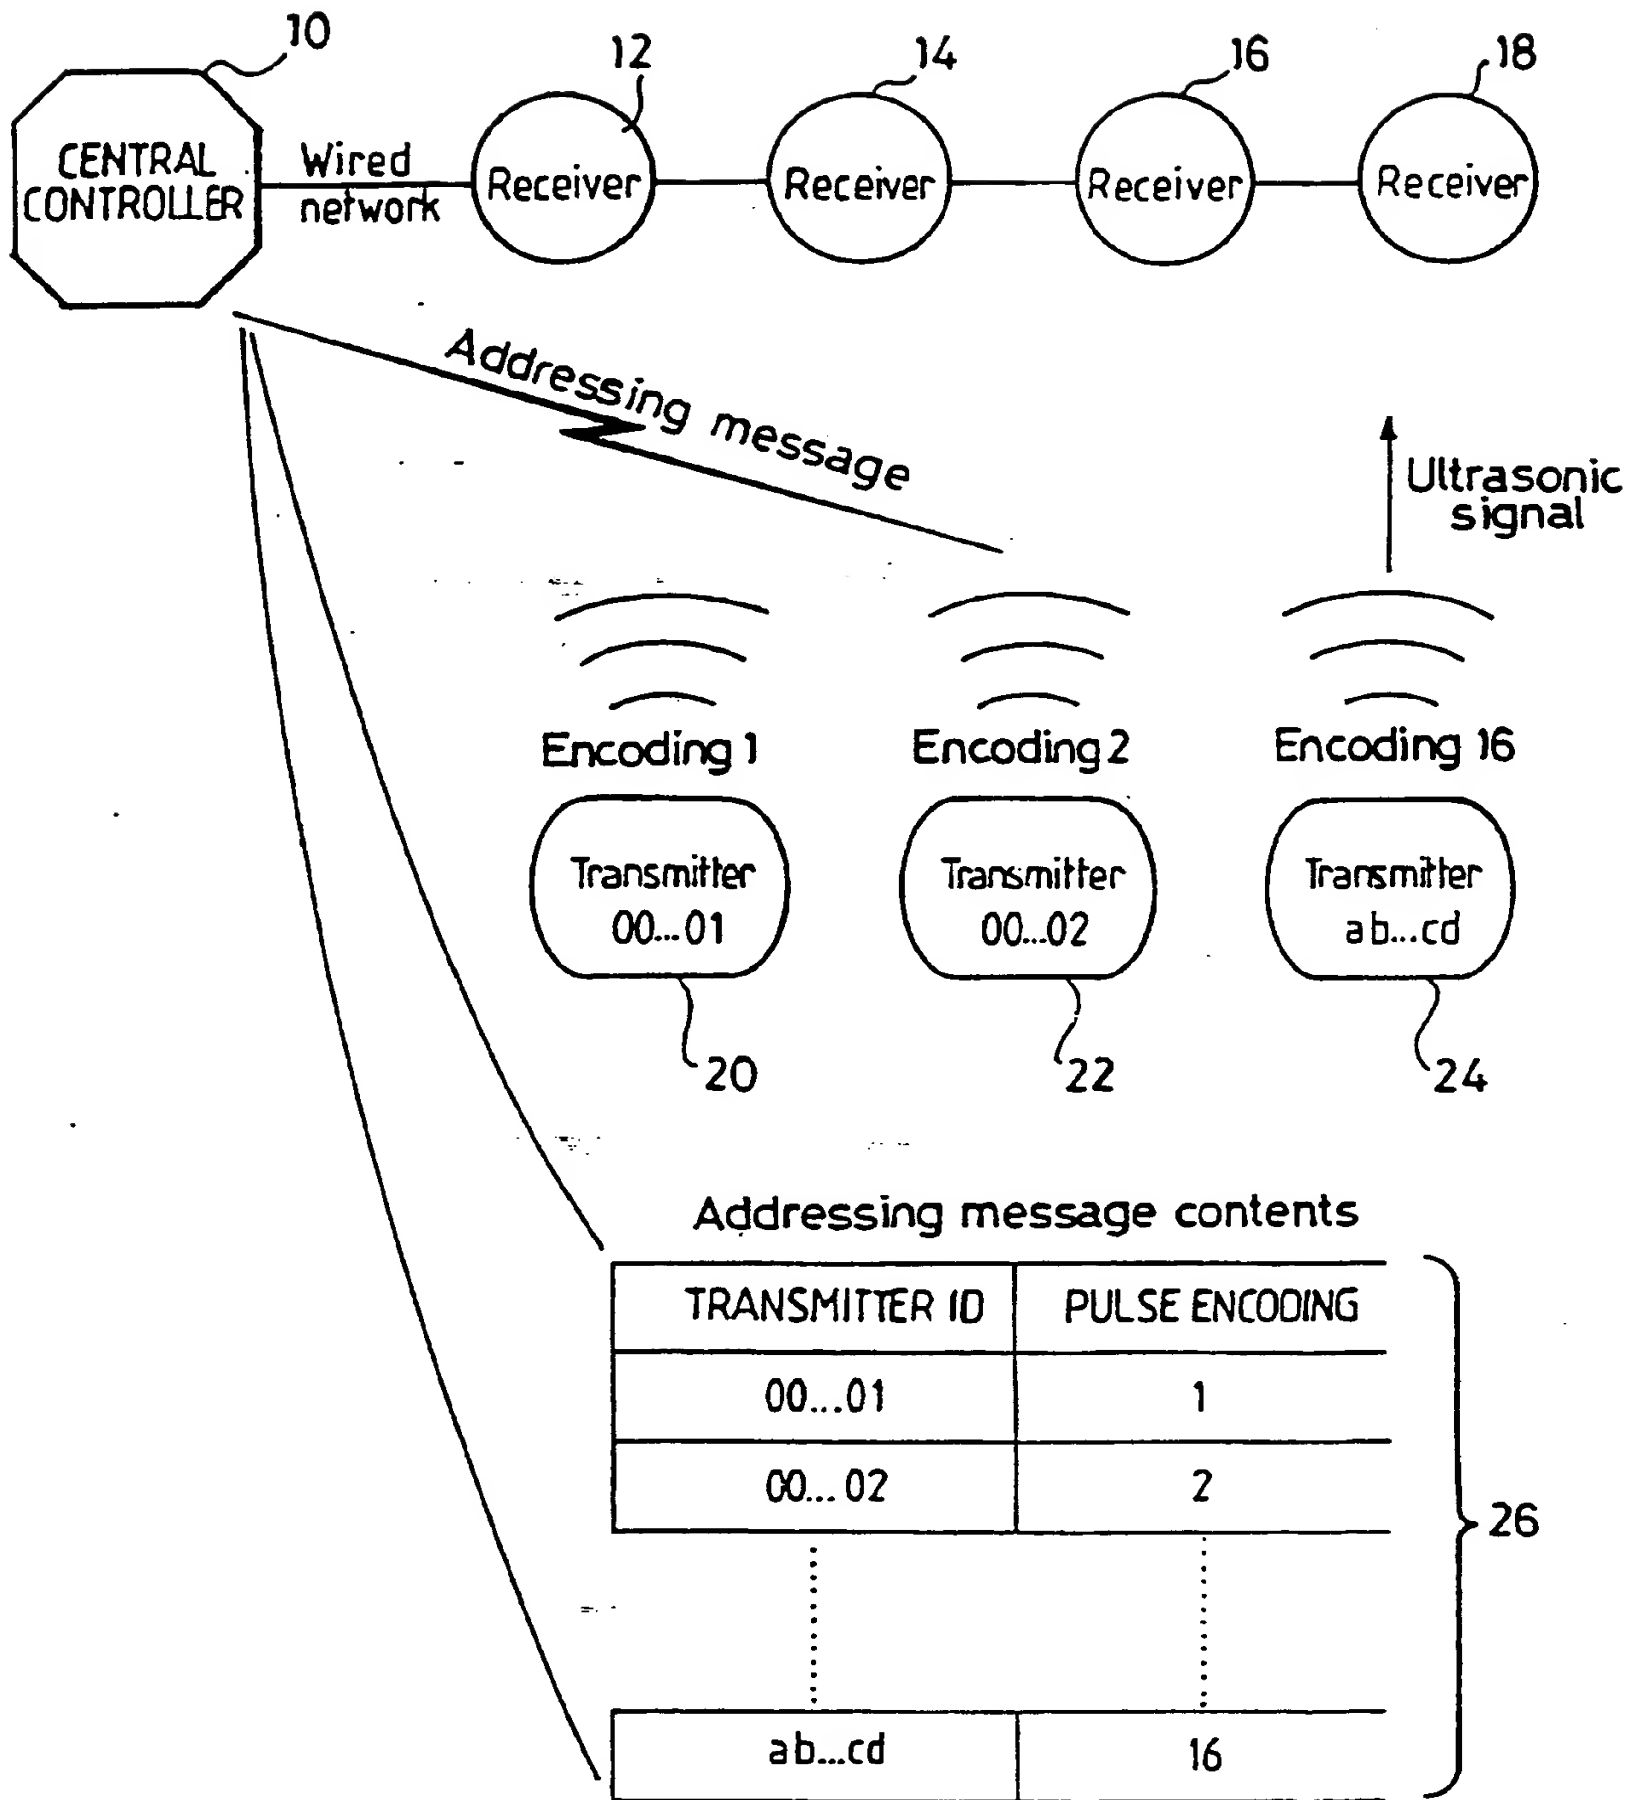 10
12
14
16
18
CENTRAL
CONTROLLER
Wired
network
Receiver
Receiver
Receiver
Receiver
Addressing message
Ultrasonic
signal
Encoding 1
Encoding 2
Encoding 16
Transmitter
00...01
Transmitter
00...02
Transmitter
ab...cd
20
22
24
Addressing message contents
TRANSMITTER ID PULSE ENCODING
00...01 1
00...02 2
26
ab...cd 16